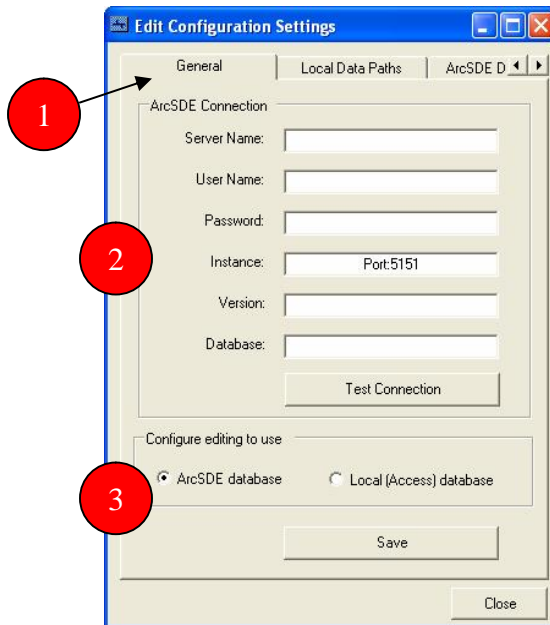 Edit Configuration Settings
General Local Data Paths ArcSDE D
1
ArcSDE Connection
Server Name:
User Name:
Password:
2
Instance: Port:5151
Version:
Database:
Test Connection
Configure editing to use
3
ArcSDE database Local (Access) database
Save
Close